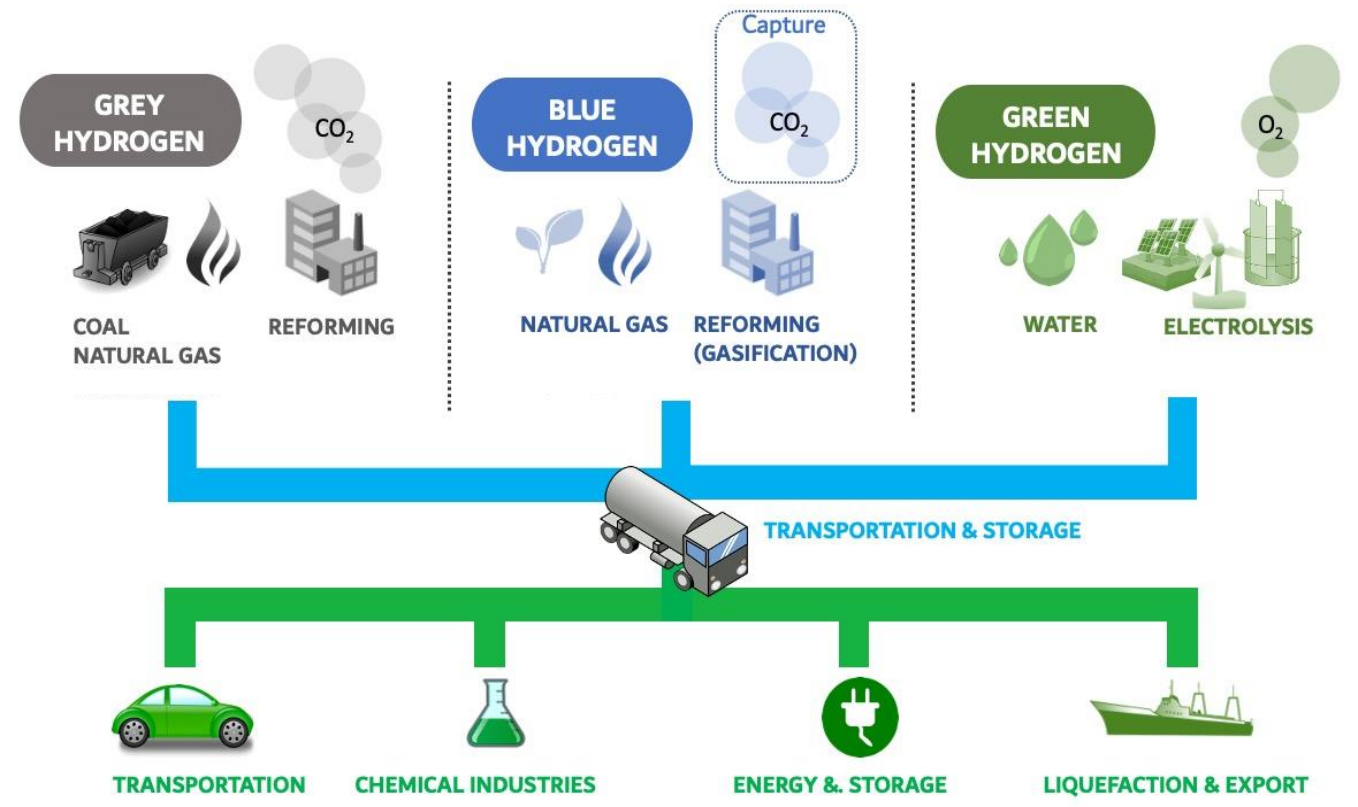 Capture
GREY
HYDROGEN
CO₂
BLUE
HYDROGEN
CO₂
GREEN
HYDROGEN
O₂
COAL
NATURAL GAS
REFORMING
NATURAL GAS
REFORMING
(GASIFICATION)
WATER
ELECTROLYSIS
TRANSPORTATION & STORAGE
TRANSPORTATION
CHEMICAL INDUSTRIES
ENERGY &. STORAGE
LIQUEFACTION & EXPORT